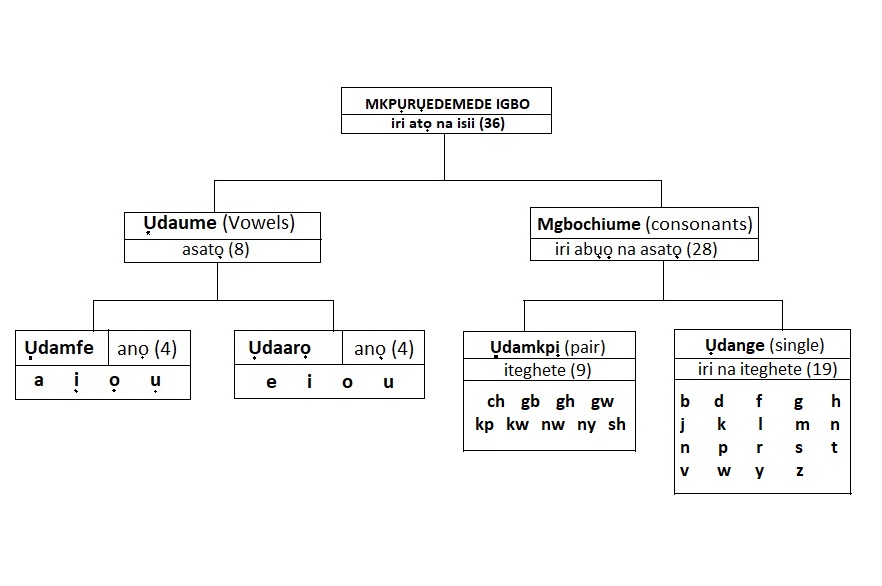 MKPỤRỤEDEMEDE IGBO
iri atọ na isii (36)
Ụdaume (Vowels)
asatọ (8)
Mgbochiume (consonants)
iri abụọ na asatọ (28)
Ụdamfe anọ (4)
a ị ọ ụ
Ụdaarọ anọ (4)
e i o u
Ụdamkpị (pair)
iteghete (9)
ch gb gh gw
kp kw nw ny sh
Ụdange (single)
iri na iteghete (19)
b d f g h
j k l m n
n p r s t
v w y z